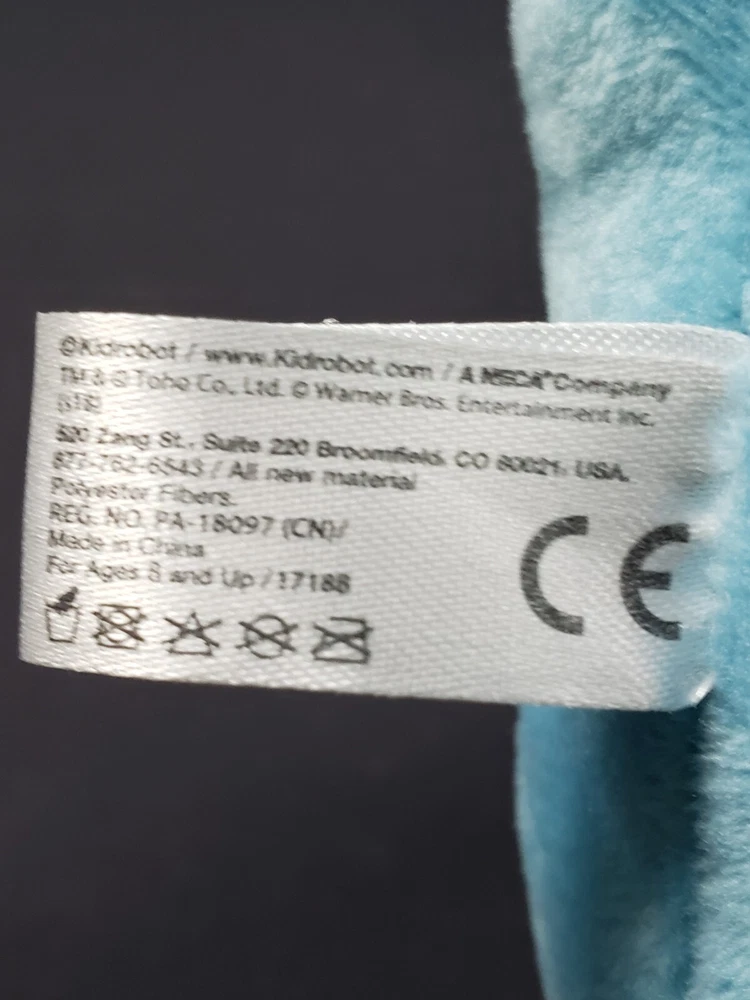 ©Kidrobot / www.Kidrobot.com / A NECA® Company
TM & © Toho Co., Ltd. © Warner Bros. Entertainment Inc.
(s19)
520 Zang St., Suite 220 Broomfield, CO 80021, USA.
877-762-6543 / All new material
Polyester Fibers.
REG. NO. PA-18097 (CN)/
Made in China
For Ages 8 and Up / 17188
CE